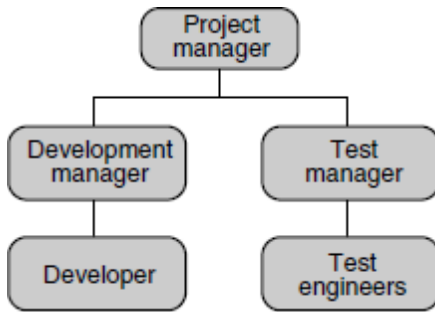 Project
manager
Development
manager
Test
manager
Developer
Test
engineers